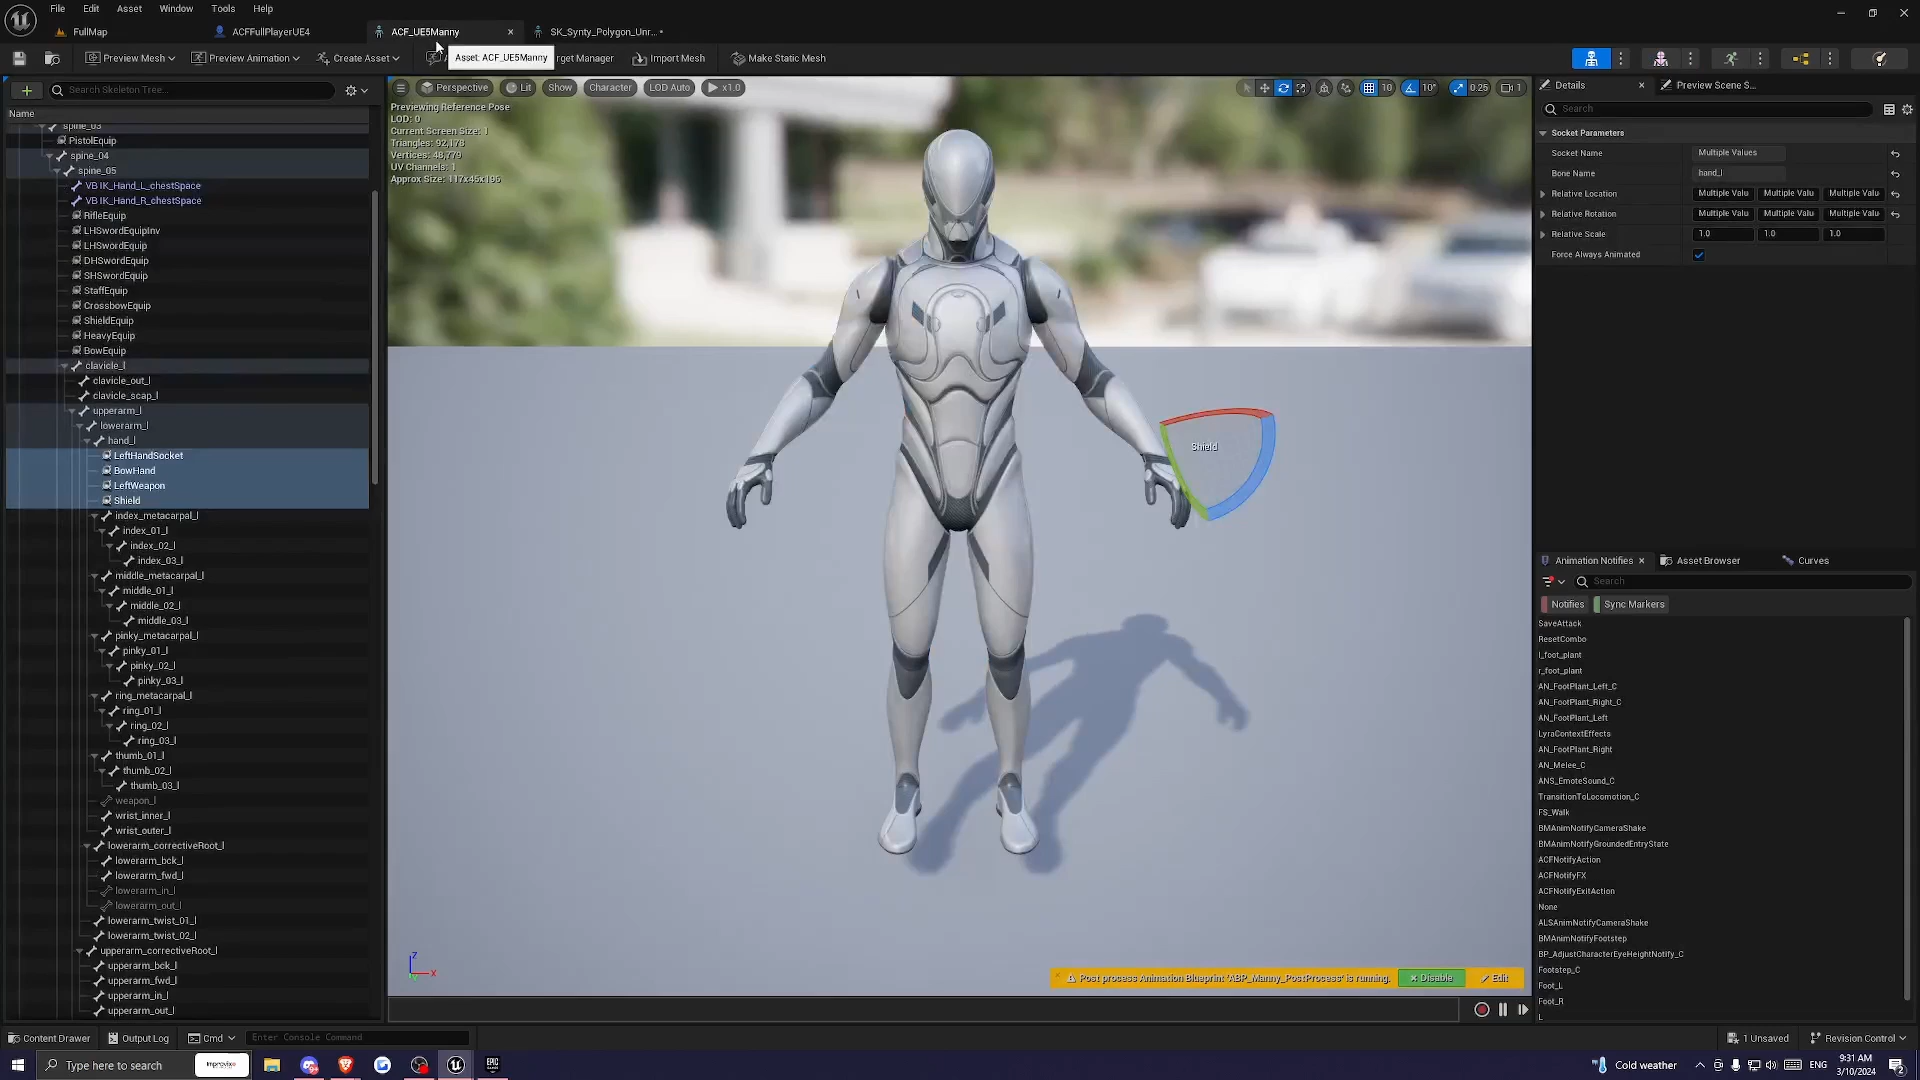 File Edit Asset Window Tools Help
FullMap ACFFullPlayerUE4 ACF_UE5Manny SK_Synty_Polygon_Unr... •
Preview Mesh Preview Animation Create Asset Asset: ACF_UE5Manny get Manager Import Mesh Make Static Mesh
Search Skeleton Tree...
Name
spine_03
PistolEquip
spine_04
spine_05
VB IK_Hand_L_chestSpace
VB IK_Hand_R_chestSpace
RifleEquip
LHSwordEquipInv
LHSwordEquip
DHSwordEquip
SHSwordEquip
StaffEquip
CrossbowEquip
ShieldEquip
HeavyEquip
BowEquip
clavicle_l
clavicle_out_l
clavicle_scap_l
upperarm_l
lowerarm_l
hand_l
LeftHandSocket
BowHand
LeftWeapon
Shield
index_metacarpal_l
index_01_l
index_02_l
index_03_l
middle_metacarpal_l
middle_01_l
middle_02_l
middle_03_l
pinky_metacarpal_l
pinky_01_l
pinky_02_l
pinky_03_l
ring_metacarpal_l
ring_01_l
ring_02_l
ring_03_l
thumb_01_l
thumb_02_l
thumb_03_l
weapon_l
wrist_inner_l
wrist_outer_l
lowerarm_correctiveRoot_l
lowerarm_bck_l
lowerarm_fwd_l
lowerarm_in_l
lowerarm_out_l
lowerarm_twist_01_l
lowerarm_twist_02_l
upperarm_correctiveRoot_l
upperarm_bck_l
upperarm_fwd_l
upperarm_in_l
upperarm_out_l
Perspective Lit Show Character LOD Auto x1.0 10 10° 0.25 1
Previewing Reference Pose
LOD: 0
Current Screen Size: 1
Triangles: 92,178
Vertices: 48,779
UV Channels: 1
Approx Size: 117x45x196
Shield
Z
X
Post process Animation Blueprint 'ABP_Manny_PostProcess' is running. Disable Edit
Details Preview Scene S...
Search
Socket Parameters
Socket Name Multiple Values
Bone Name hand_l
Relative Location Multiple Valu Multiple Valu Multiple Valu
Relative Rotation Multiple Valu Multiple Valu Multiple Valu
Relative Scale 1.0 1.0 1.0
Force Always Animated
Animation Notifies Asset Browser Curves
Search
Notifies Sync Markers
SaveAttack
ResetCombo
l_foot_plant
r_foot_plant
AN_FootPlant_Left_C
AN_FootPlant_Right_C
AN_FootPlant_Left
LyraContextEffects
AN_FootPlant_Right
AN_Melee_C
ANS_EmoteSound_C
TransitionToLocomotion_C
FS_Walk
BMAnimNotifyCameraShake
BMAnimNotifyGroundedEntryState
ACFNotifyAction
ACFNotifyFX
ACFNotifyExitAction
None
ALSAnimNotifyCameraShake
BMAnimNotifyFootstep
BP_AdjustCharacterEyeHeightNotify_C
Footstep_C
Foot_L
Foot_R
L
Content Drawer Output Log Cmd Enter Console Command 1 Unsaved Revision Control
Type here to search Cold weather ENG 9:31 AM
3/10/2024